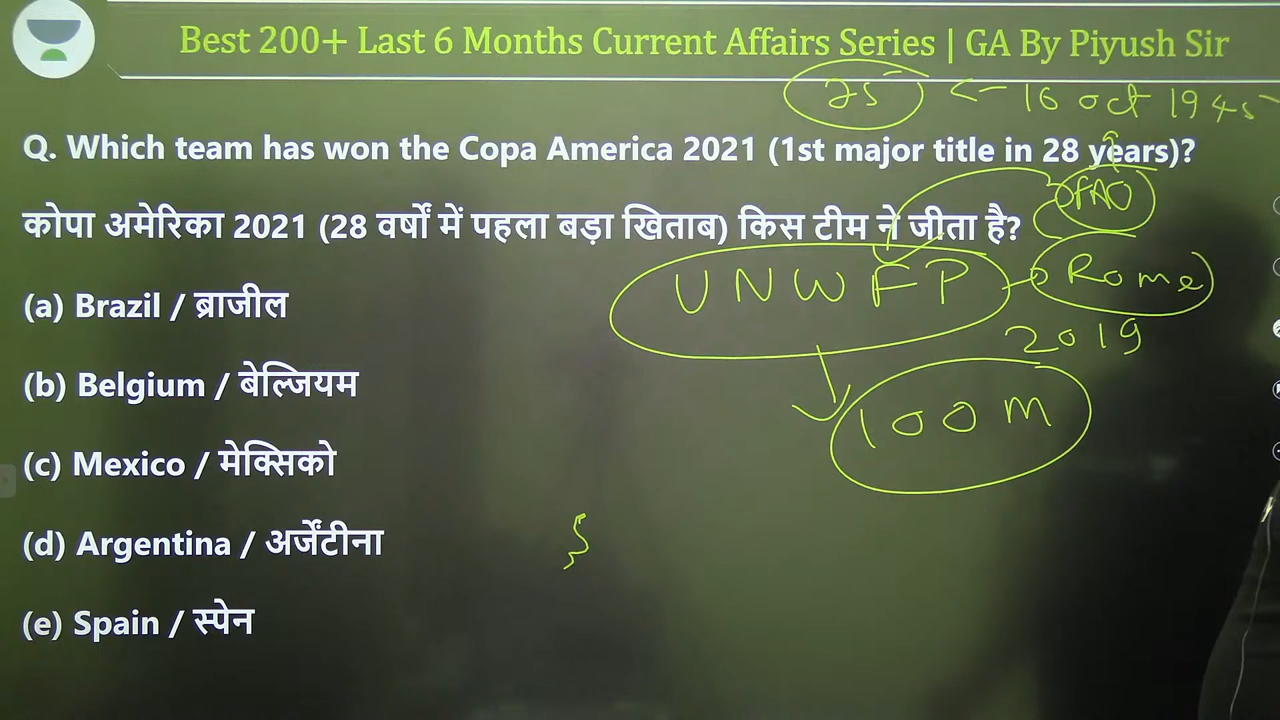 Best 200+ Last 6 Months Current Affairs Series | GA By Piyush Sir
75 ← 16 oct 1945
Q. Which team has won the Copa America 2021 (1st major title in 28 years)?
FAO
कोपा अमेरिका 2021 (28 वर्षों में पहला बड़ा खिताब) किस टीम ने जीता है?
UNWFP Rome
(a) Brazil / ब्राजील
2019
(b) Belgium / बेल्जियम
100 M
(c) Mexico / मेक्सिको
(d) Argentina / अर्जेंटीना
(e) Spain / स्पेन